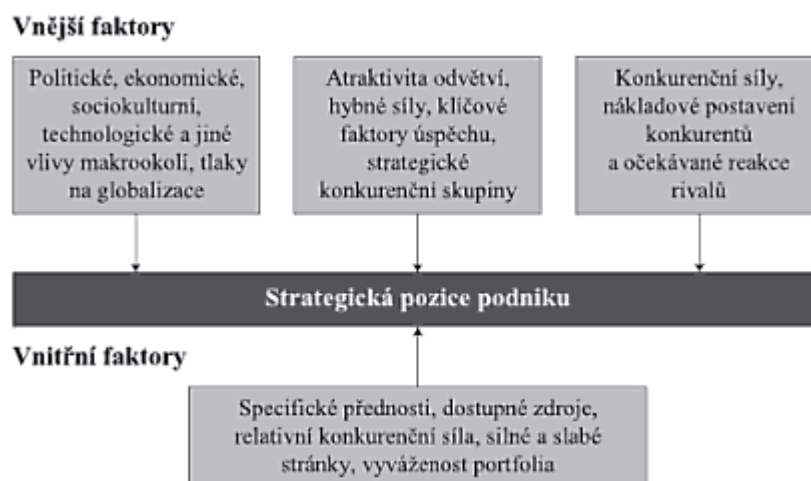 Vnější faktory
Politické, ekonomické,
sociokulturní,
technologické a jiné
vlivy makrookolí, tlaky
na globalizace
Atraktivita odvětví,
hybné síly, klíčové
faktory úspěchu,
strategické
konkurenční skupiny
Konkurenční síly,
nákladové postavení
konkurentů
a očekávané reakce
rivalů
Strategická pozice podniku
Vnitřní faktory
Specifické přednosti, dostupné zdroje,
relativní konkurenční síla, silné a slabé
stránky, vyváženost portfolia